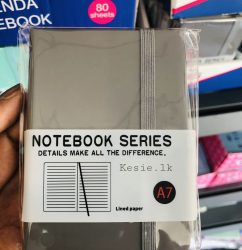 NDA
EBOOK
80
sheets
NOTEBOOK SERIES
DETAILS MAKE ALL THE DIFFERENCE.
Kesie.lk
A7
Lined paper